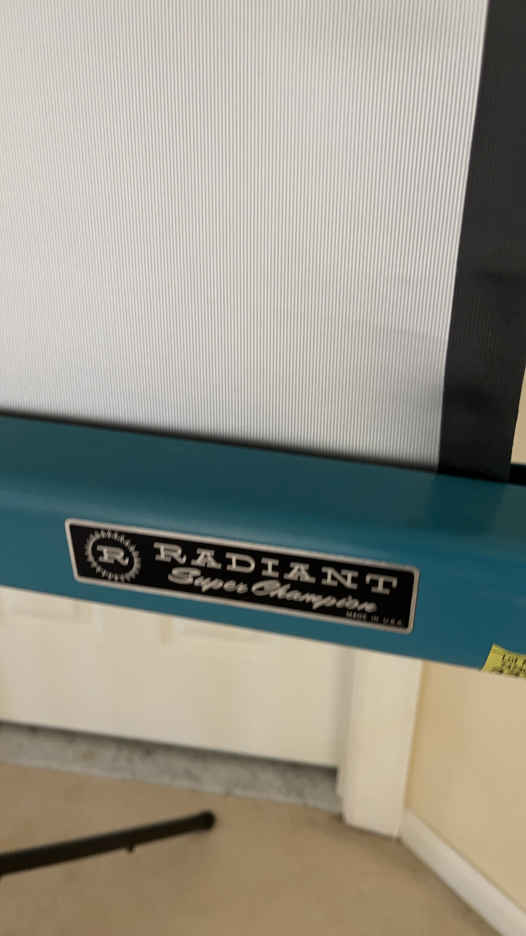 R
RADIANT
Super Champion
MADE IN U.S.A.